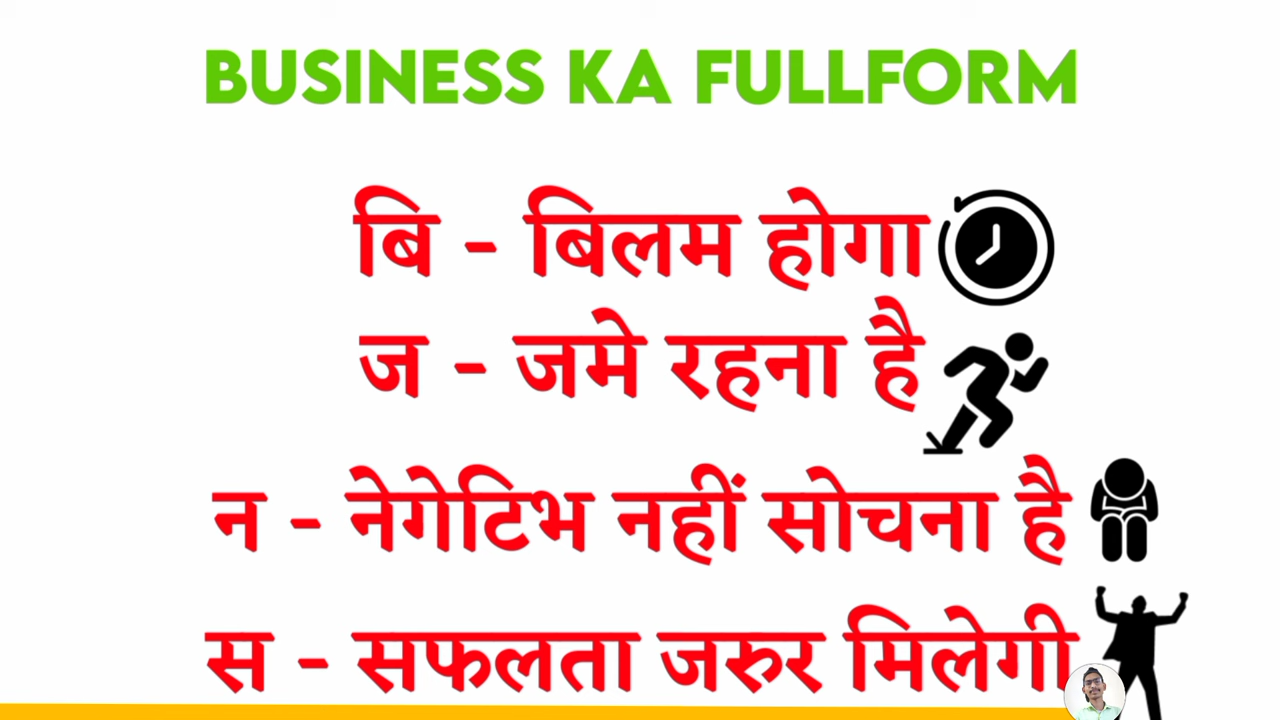 BUSINESS KA FULLFORM
बि - बिलम होगा
ज - जमे रहना है
न - नेगेटिभ नहीं सोचना है
स - सफलता जरुर मिलेगी